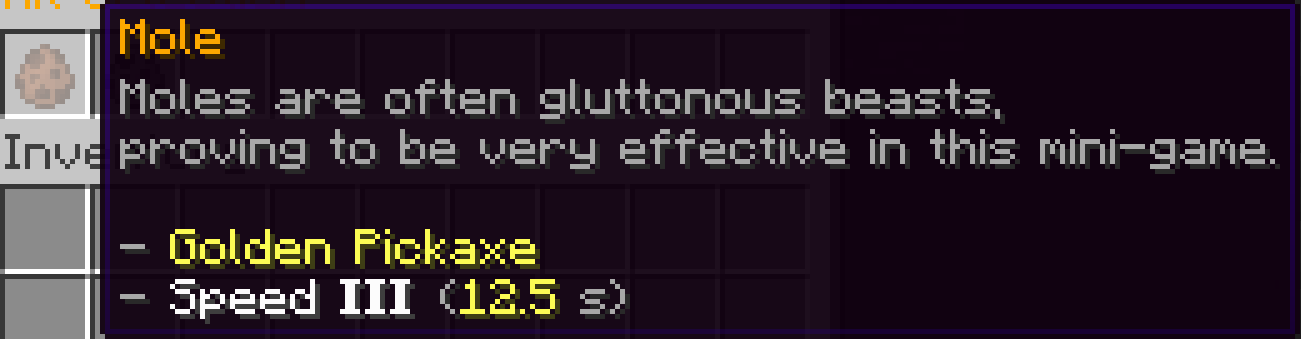 Mole
Moles are often gluttonous beasts,
Inve
proving to be very effective in this mini-game.
- Golden Pickaxe
- Speed III (12.5 s)